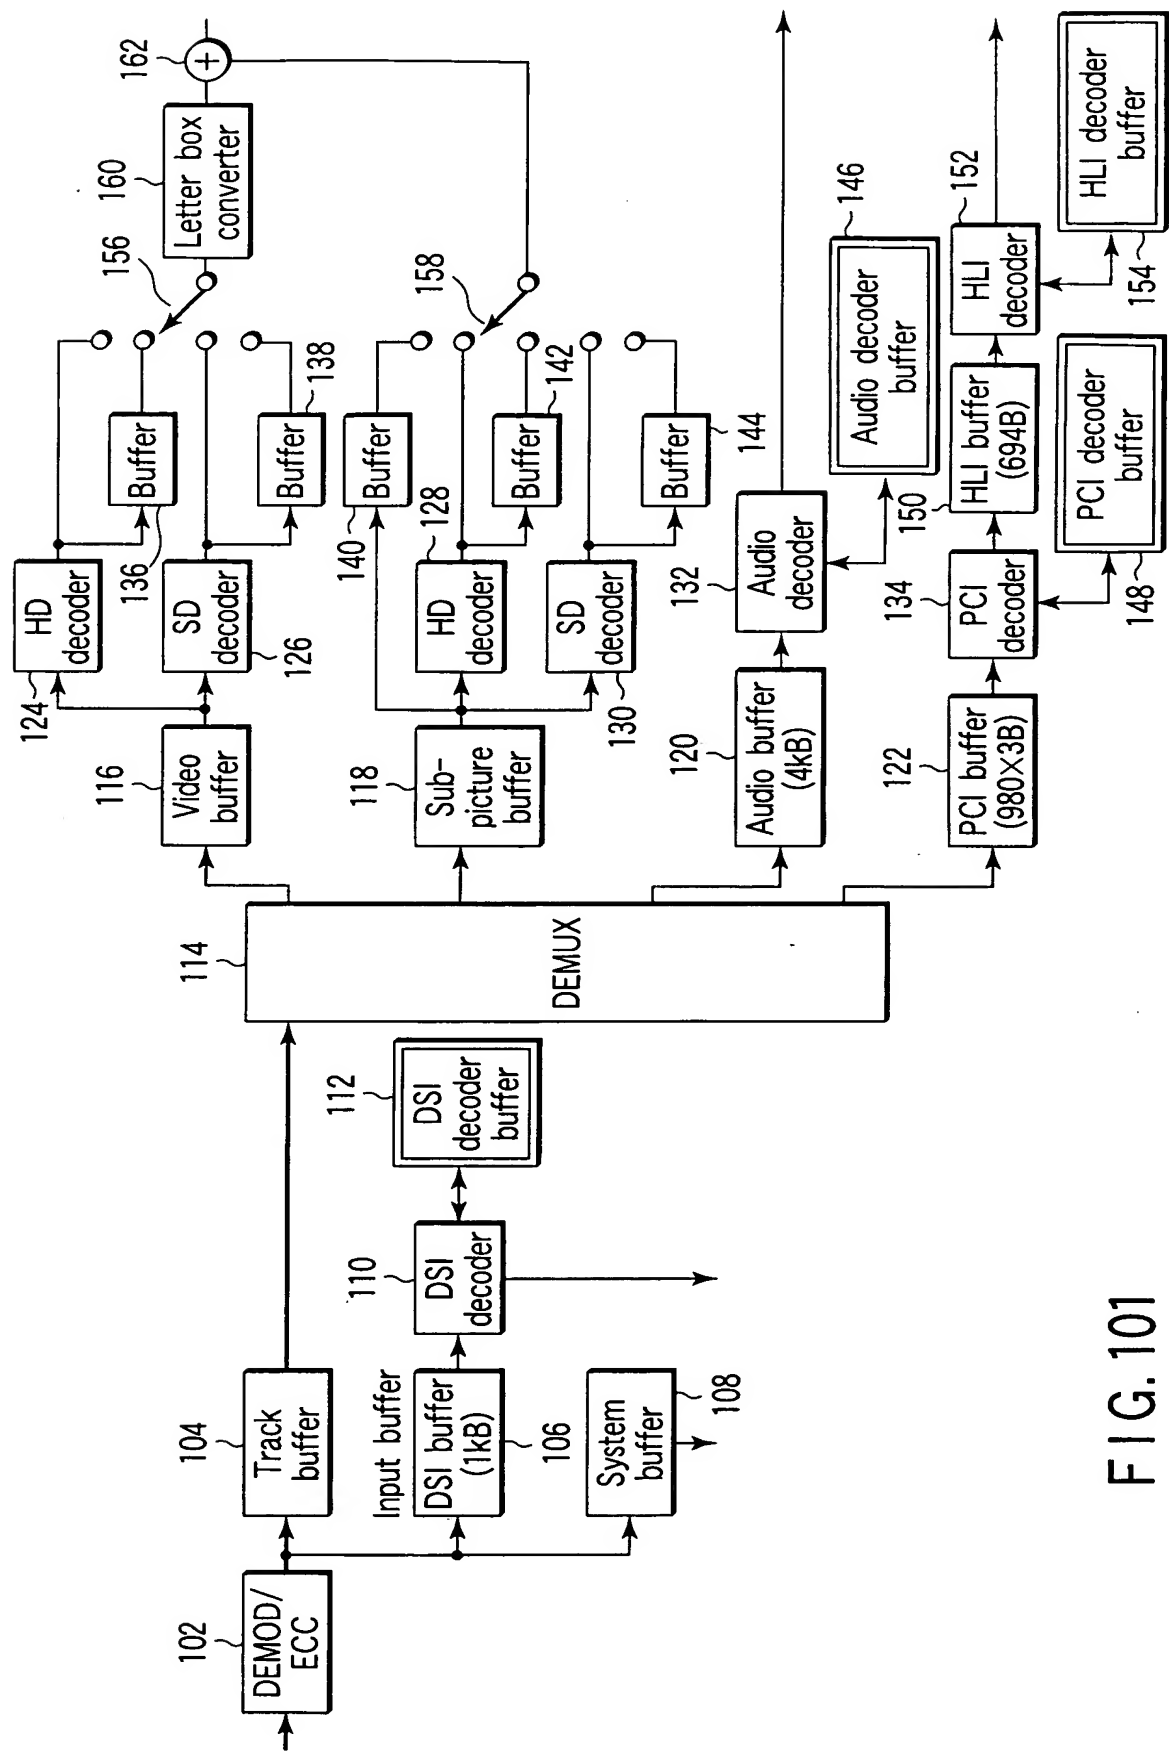 102
DEMOD/
ECC
104
Track
buffer
Input buffer
DSI buffer
(1kB)
106
System
buffer
108
110
DSI
decoder
112
DSI
decoder
buffer
114
DEMUX
116
Video
buffer
118
Sub-
picture
buffer
120
Audio buffer
(4kB)
122
PCI buffer
(980×3B)
124
HD
decoder
SD
decoder
126
128
HD
decoder
SD
decoder
130
132
Audio
decoder
134
PCI
decoder
136
Buffer
Buffer
138
140
Buffer
Buffer
142
Buffer
144
146
Audio decoder
buffer
PCI decoder
buffer
148
150
HLI buffer
(694B)
152
HLI
decoder
HLI decoder
buffer
154
156
158
160
Letter box
converter
162
+
FIG. 101